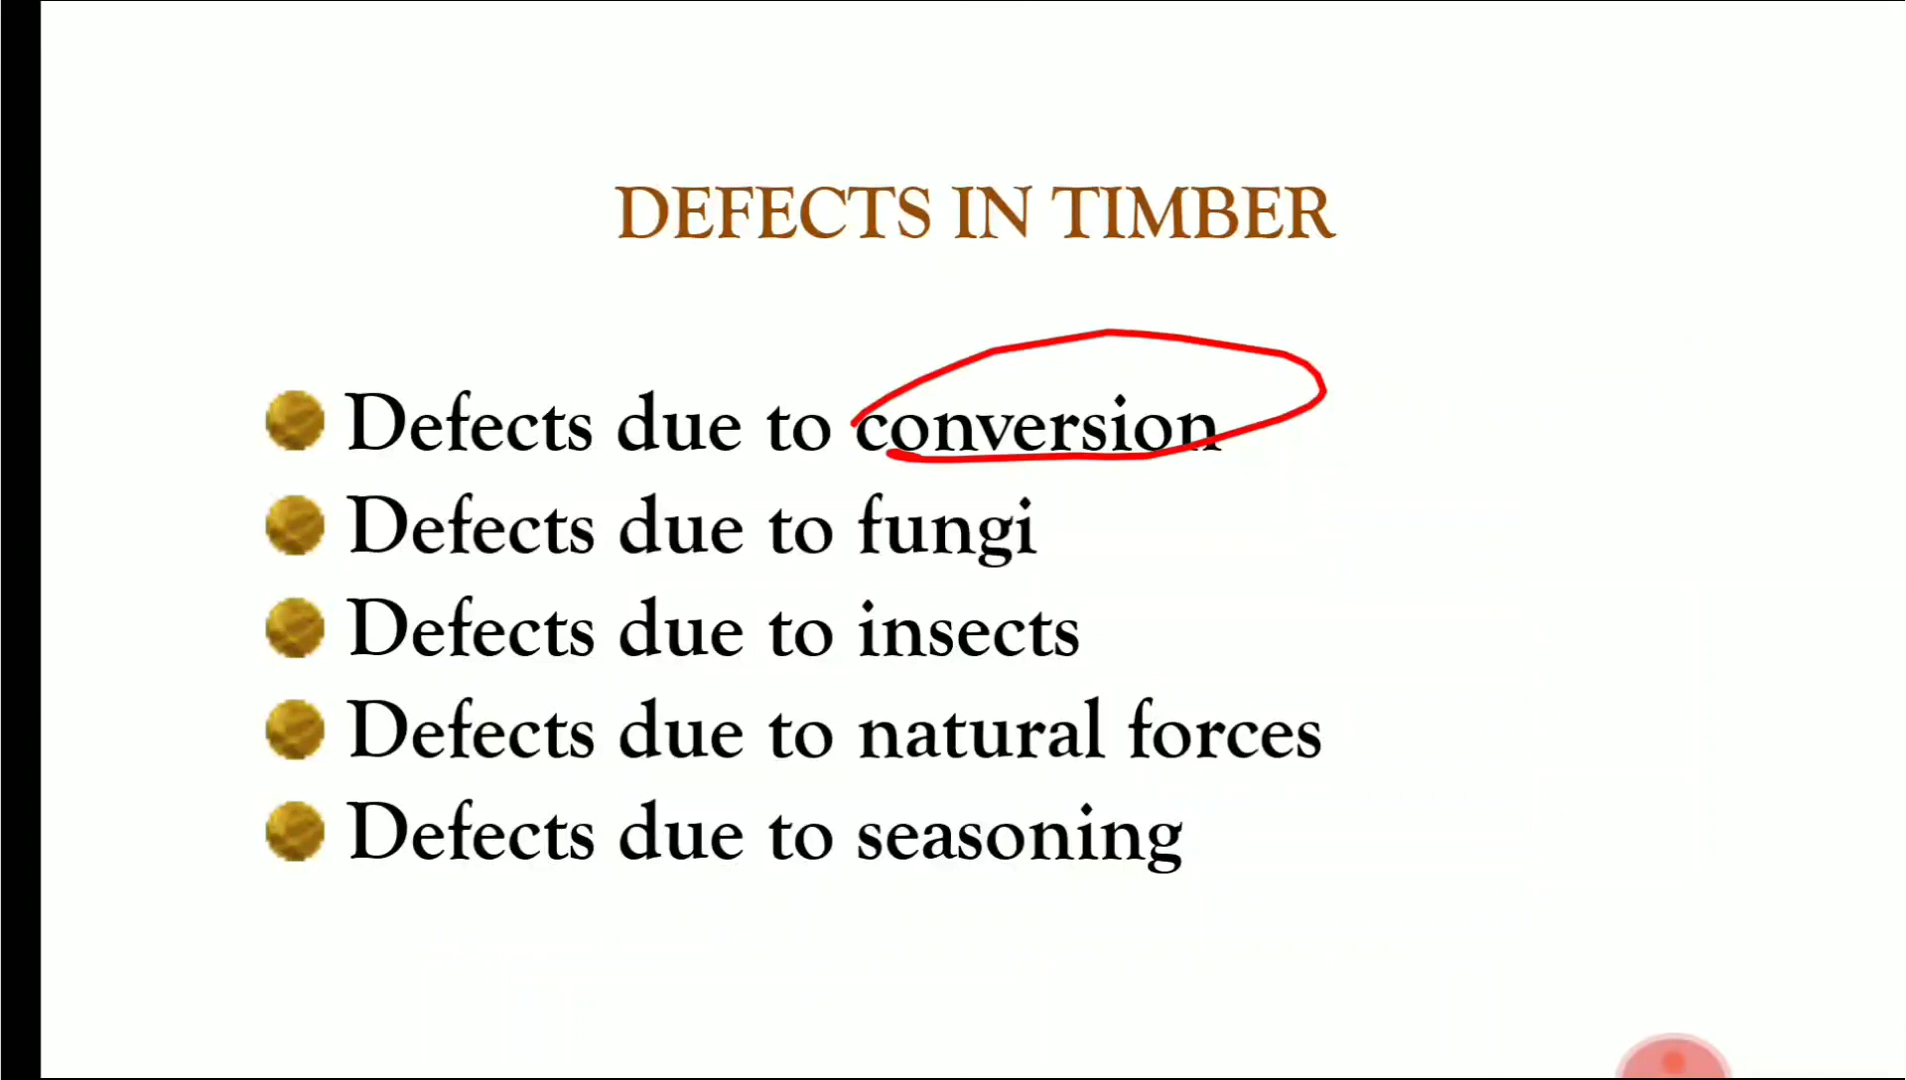 DEFECTS IN TIMBER
Defects due to conversion
Defects due to fungi
Defects due to insects
Defects due to natural forces
Defects due to seasoning